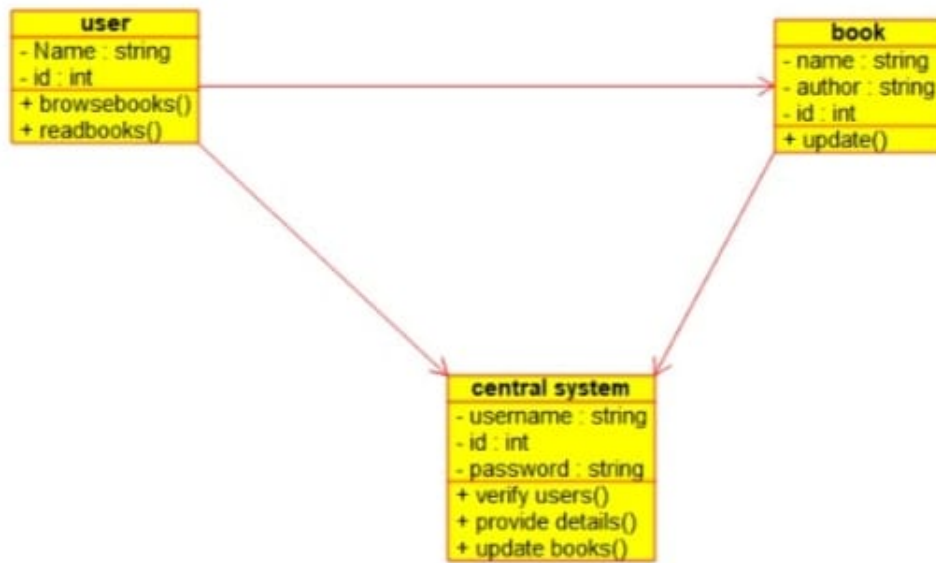 user
- Name : string
- id : int
+ browsebooks()
+ readbooks()
book
- name : string
- author : string
- id : int
+ update()
central system
- username : string
- id : int
- password : string
+ verify users()
+ provide details()
+ update books()